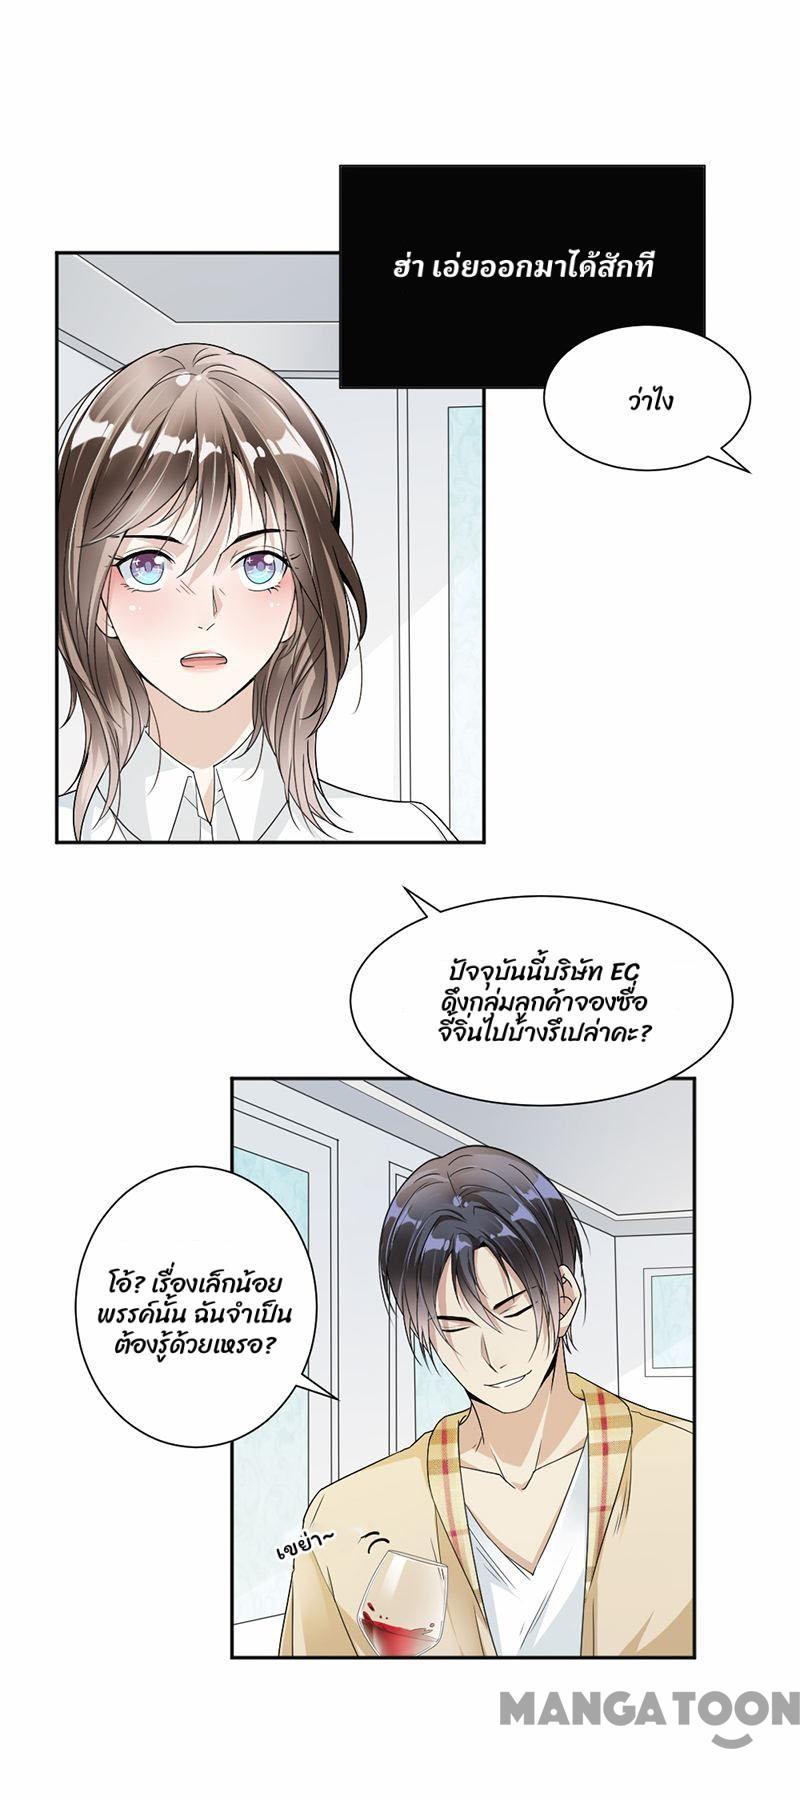 ฮ่า เอ่ยออกมาได้สักที
ว่าไง
ปัจจุบันนี้บริษัท EC
ดึงกลุ่มลูกค้าจองซื่อ
จี้จิ่นไปบ้างรึเปล่าคะ?
โอ้? เรื่องเล็กน้อย
พรรค์นั้น ฉันจำเป็น
ต้องรู้ด้วยเหรอ?
เขย่า~
MANGATOON